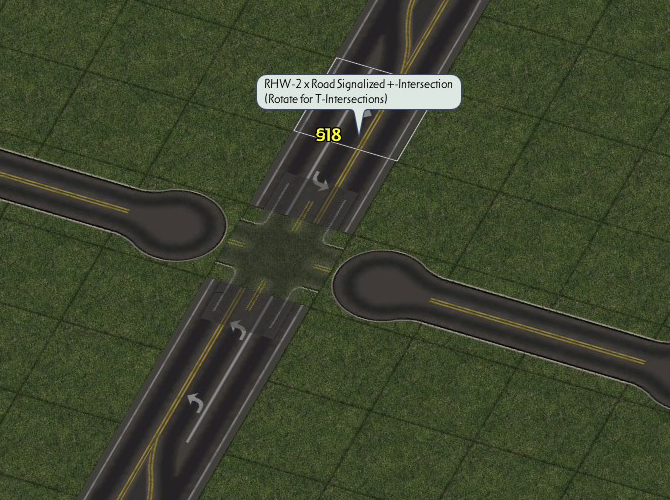 RHW-2 x Road Signalized +-Intersection
(Rotate for T-Intersections)
§18